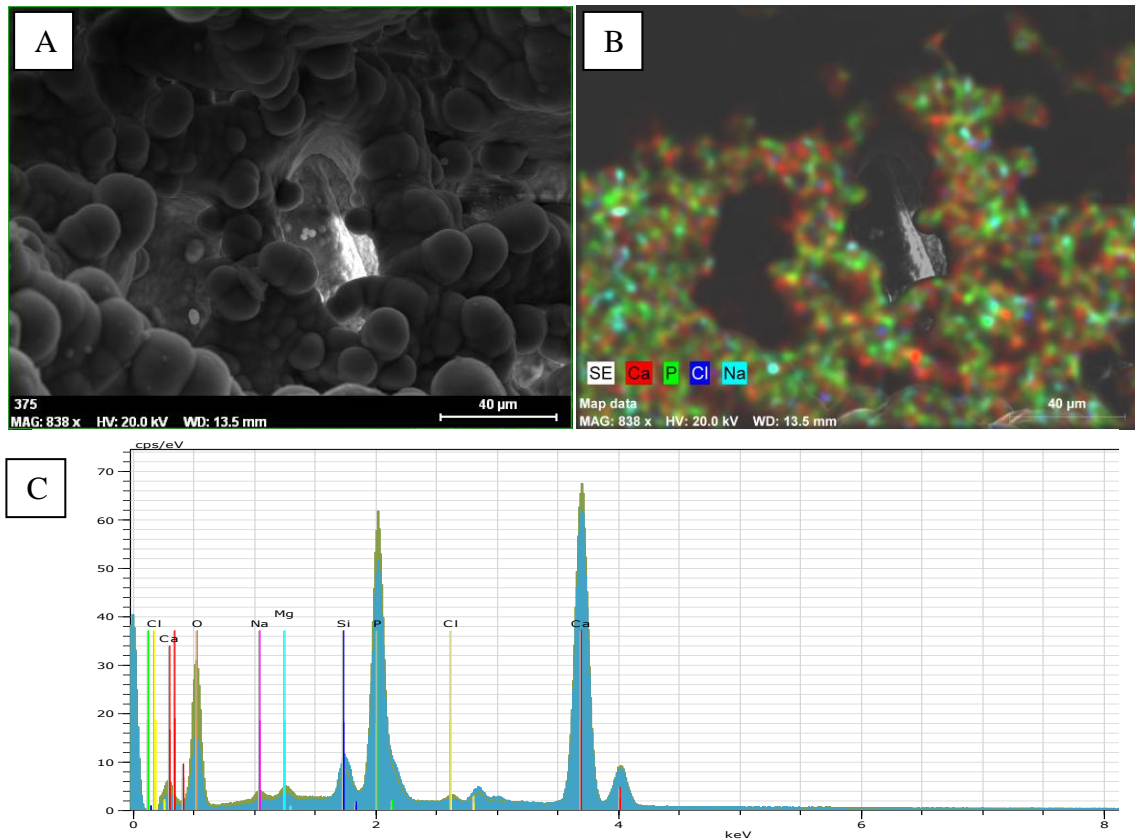 A
375
MAG: 838 x HV: 20.0 kV WD: 13.5 mm
40 µm
B
SE Ca P Cl Na
Map data
MAG: 838 x HV: 20.0 kV WD: 13.5 mm
40 µm
C
cps/eV
70
60
50
40
30
20
10
0
Cl
Ca
O
Na
Mg
Si
P
Cl
Ca
0 2 4 6 8
keV